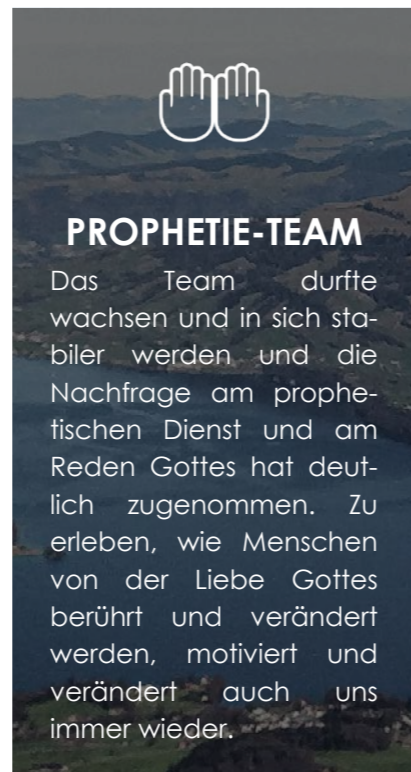 PROPHETIE-TEAM
Das Team durfte
wachsen und in sich sta-
biler werden und die
Nachfrage am prophe-
tischen Dienst und am
Reden Gottes hat deut-
lich zugenommen. Zu
erleben, wie Menschen
von der Liebe Gottes
berührt und verändert
werden, motiviert und
verändert auch uns
immer wieder.